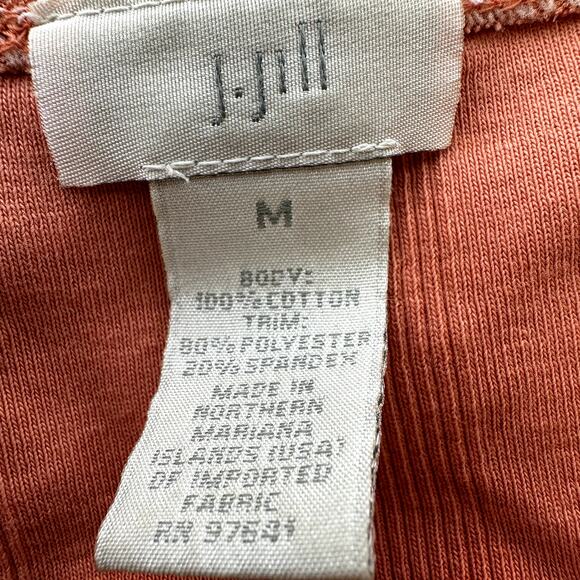 J.Jill
M
BODY:
100% COTTON
TRIM:
80% POLYESTER
20% SPANDEX
MADE IN
NORTHERN
MARIANA
ISLANDS (USA)
OF IMPORTED
FABRIC
RN 97641